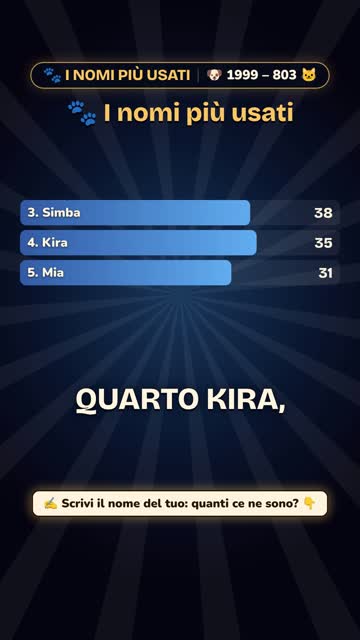 🐾 I NOMI PIÙ USATI | 🐶 1999 – 803 🐱
🐾 I nomi più usati
3. Simba 38
4. Kira 35
5. Mia 31
QUARTO KIRA,
✍️ Scrivi il nome del tuo: quanti ce ne sono? 👇